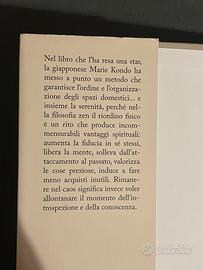 Nel libro che l'ha resa una star,
la giapponese Marie Kondo ha
messo a punto un metodo che
garantisce l'ordine e l'organizza-
zione degli spazi domestici... e
insieme la serenità, perché nel-
la filosofia zen il riordino fisico
è un rito che produce incom-
mensurabili vantaggi spirituali:
aumenta la fiducia in sé stessi,
libera la mente, solleva dall'at-
taccamento al passato, valorizza
le cose preziose, induce a fare
meno acquisti inutili. Rimane-
re nel caos significa invece voler
allontanare il momento dell'in-
trospezione e della conoscenza.
subito.it